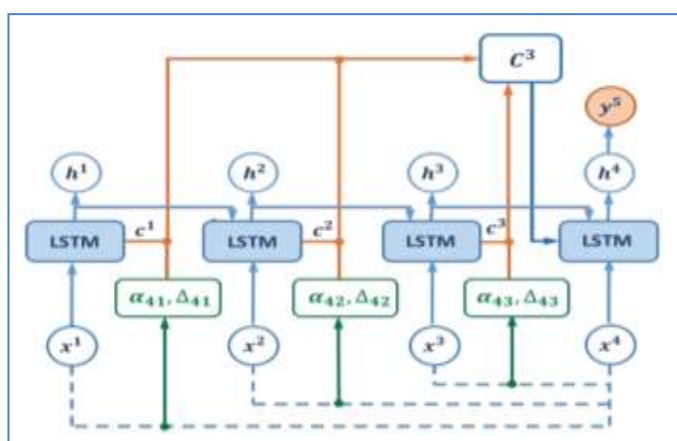 C³
y⁵
h¹ h² h³ h⁴
LSTM c¹ LSTM c² LSTM c³ LSTM
α₄₁, Δ₄₁ α₄₂, Δ₄₂ α₄₃, Δ₄₃
x¹ x² x³ x⁴